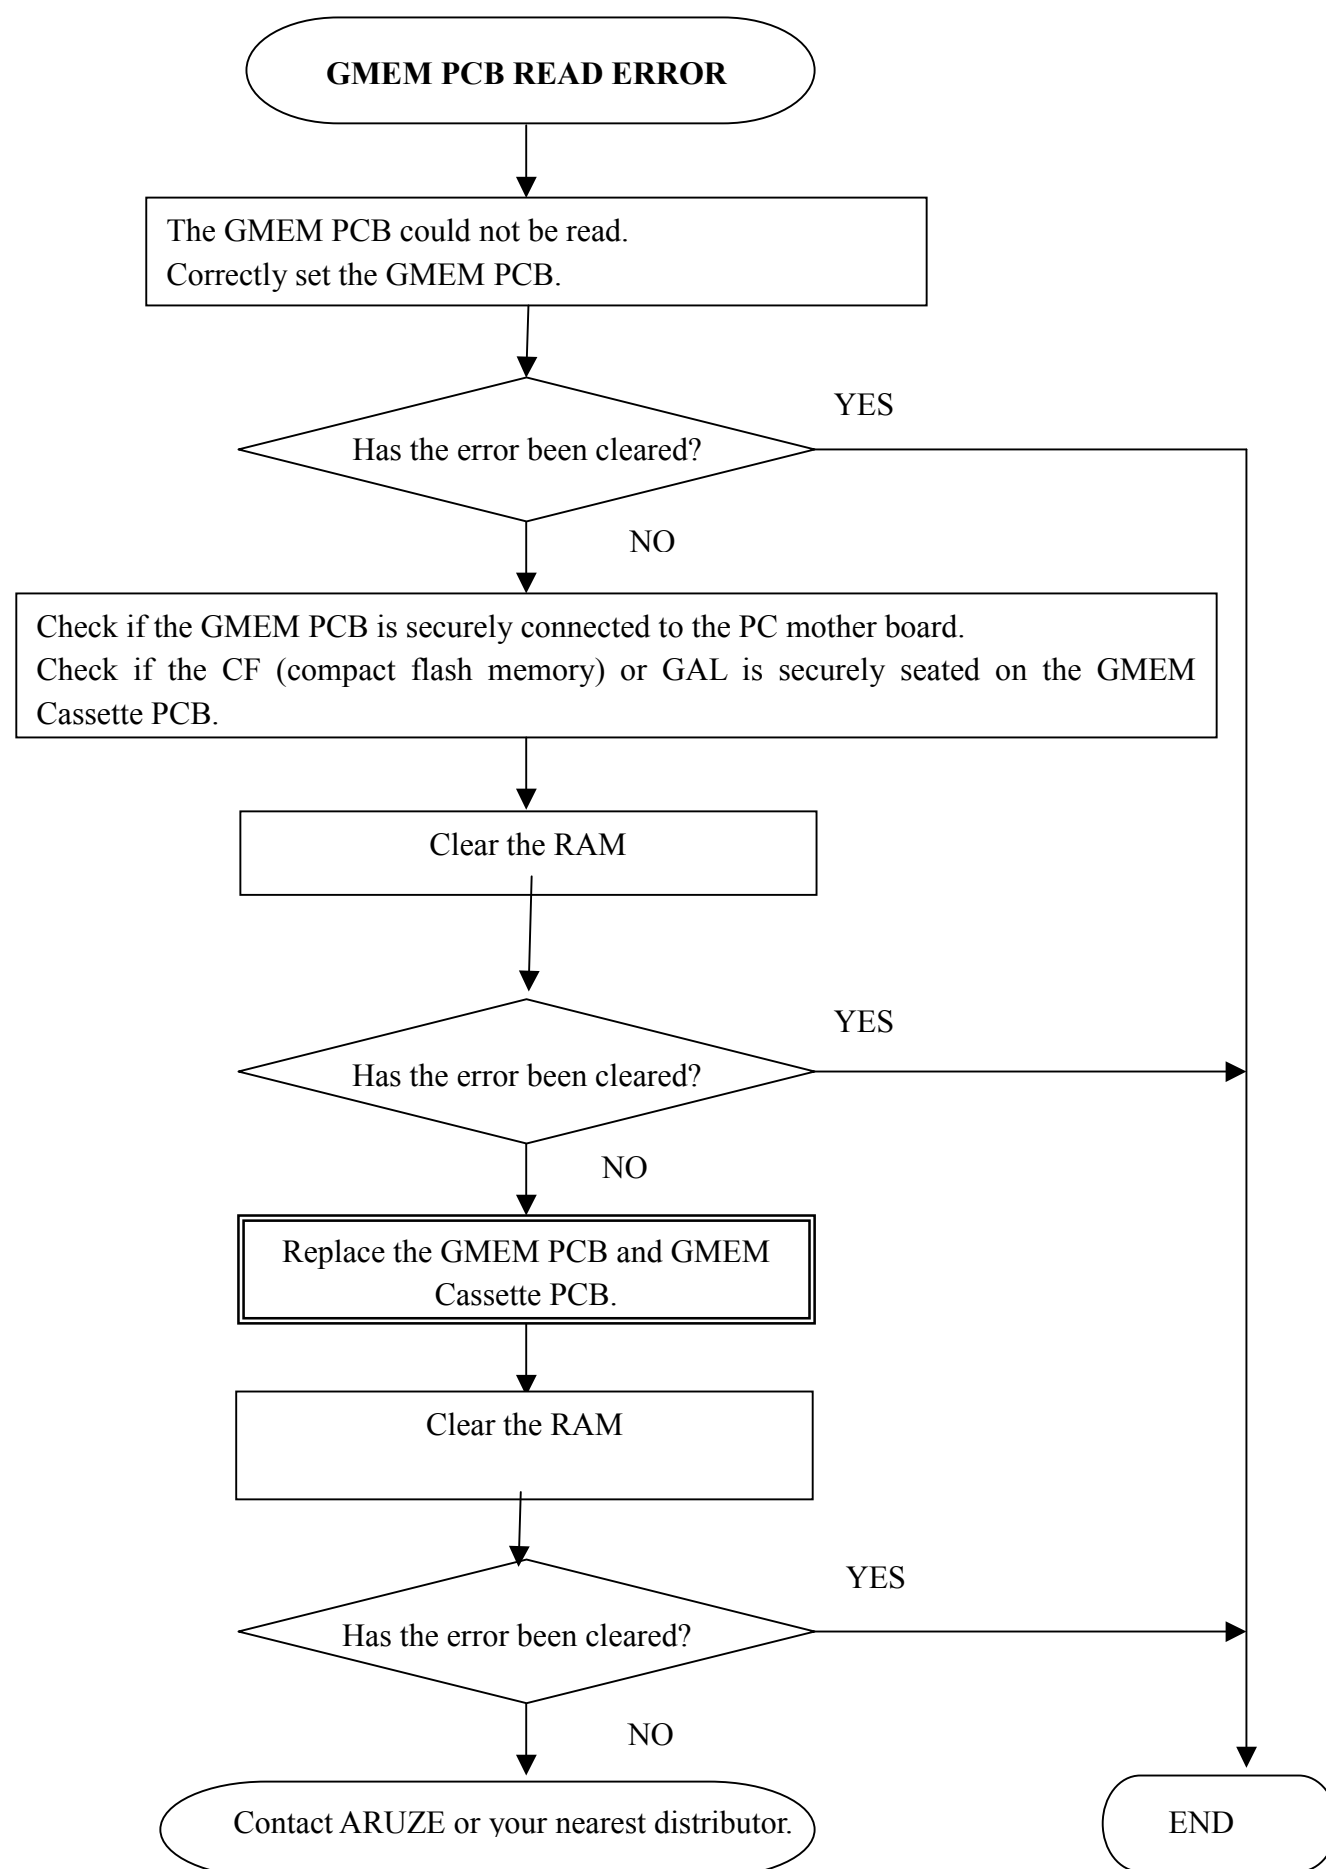 GMEM PCB READ ERROR
The GMEM PCB could not be read.
Correctly set the GMEM PCB.
YES
Has the error been cleared?
NO
Check if the GMEM PCB is securely connected to the PC mother board.
Check if the CF (compact flash memory) or GAL is securely seated on the GMEM
Cassette PCB.
Clear the RAM
YES
Has the error been cleared?
NO
Replace the GMEM PCB and GMEM
Cassette PCB.
Clear the RAM
YES
Has the error been cleared?
NO
Contact ARUZE or your nearest distributor.
END